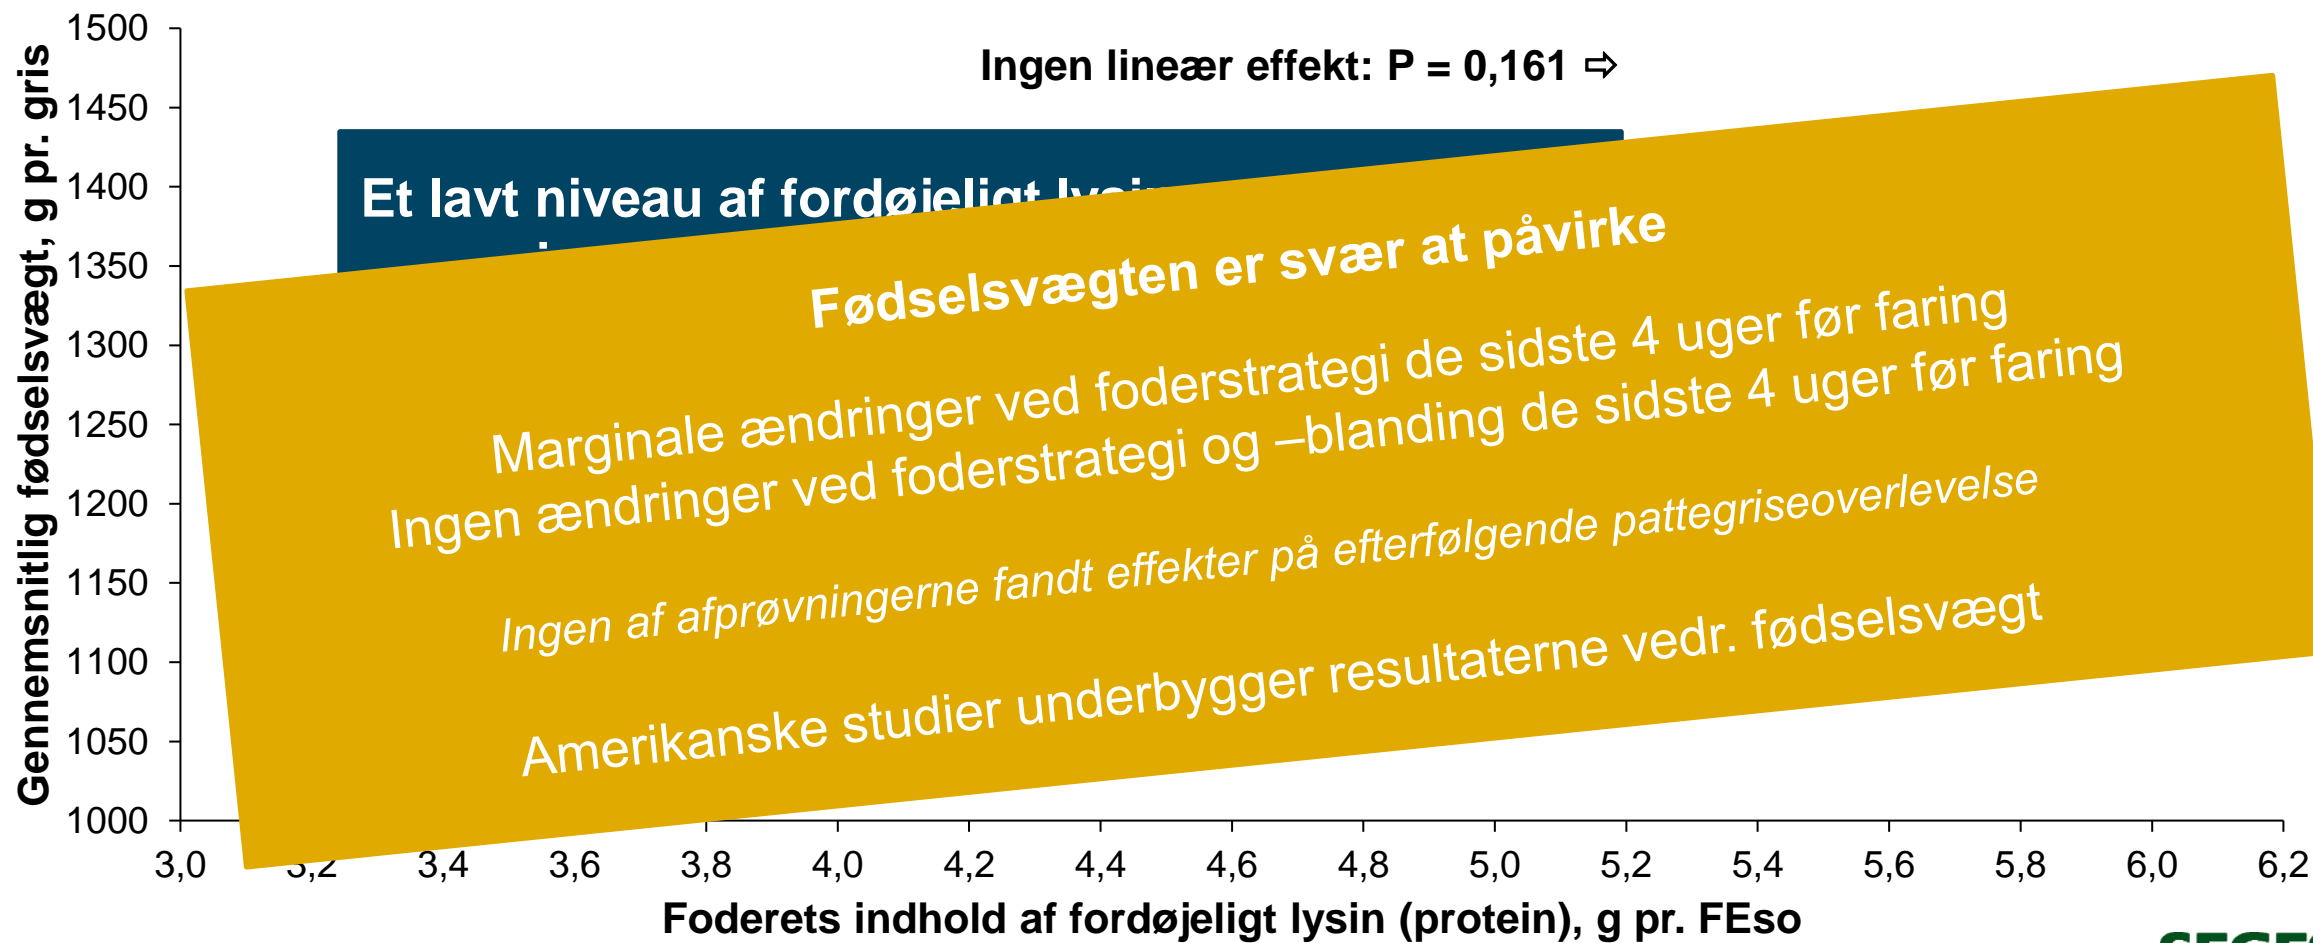 Ingen lineær effekt: P = 0,161 ⇨
Et lavt niveau af fordøjeligt lysin
Fødselsvægten er svær at påvirke
Marginale ændringer ved foderstrategi de sidste 4 uger før faring
Ingen ændringer ved foderstrategi og –blanding de sidste 4 uger før faring
Ingen af afprøvningerne fandt effekter på efterfølgende pattegriseoverlevelse
Amerikanske studier underbygger resultaterne vedr. fødselsvægt
Gennemsnitlig fødselsvægt, g pr. gris
1500
1450
1400
1350
1300
1250
1200
1150
1100
1050
1000
3,0 3,2 3,4 3,6 3,8 4,0 4,2 4,4 4,6 4,8 5,0 5,2 5,4 5,6 5,8 6,0 6,2
Foderets indhold af fordøjeligt lysin (protein), g pr. FEso